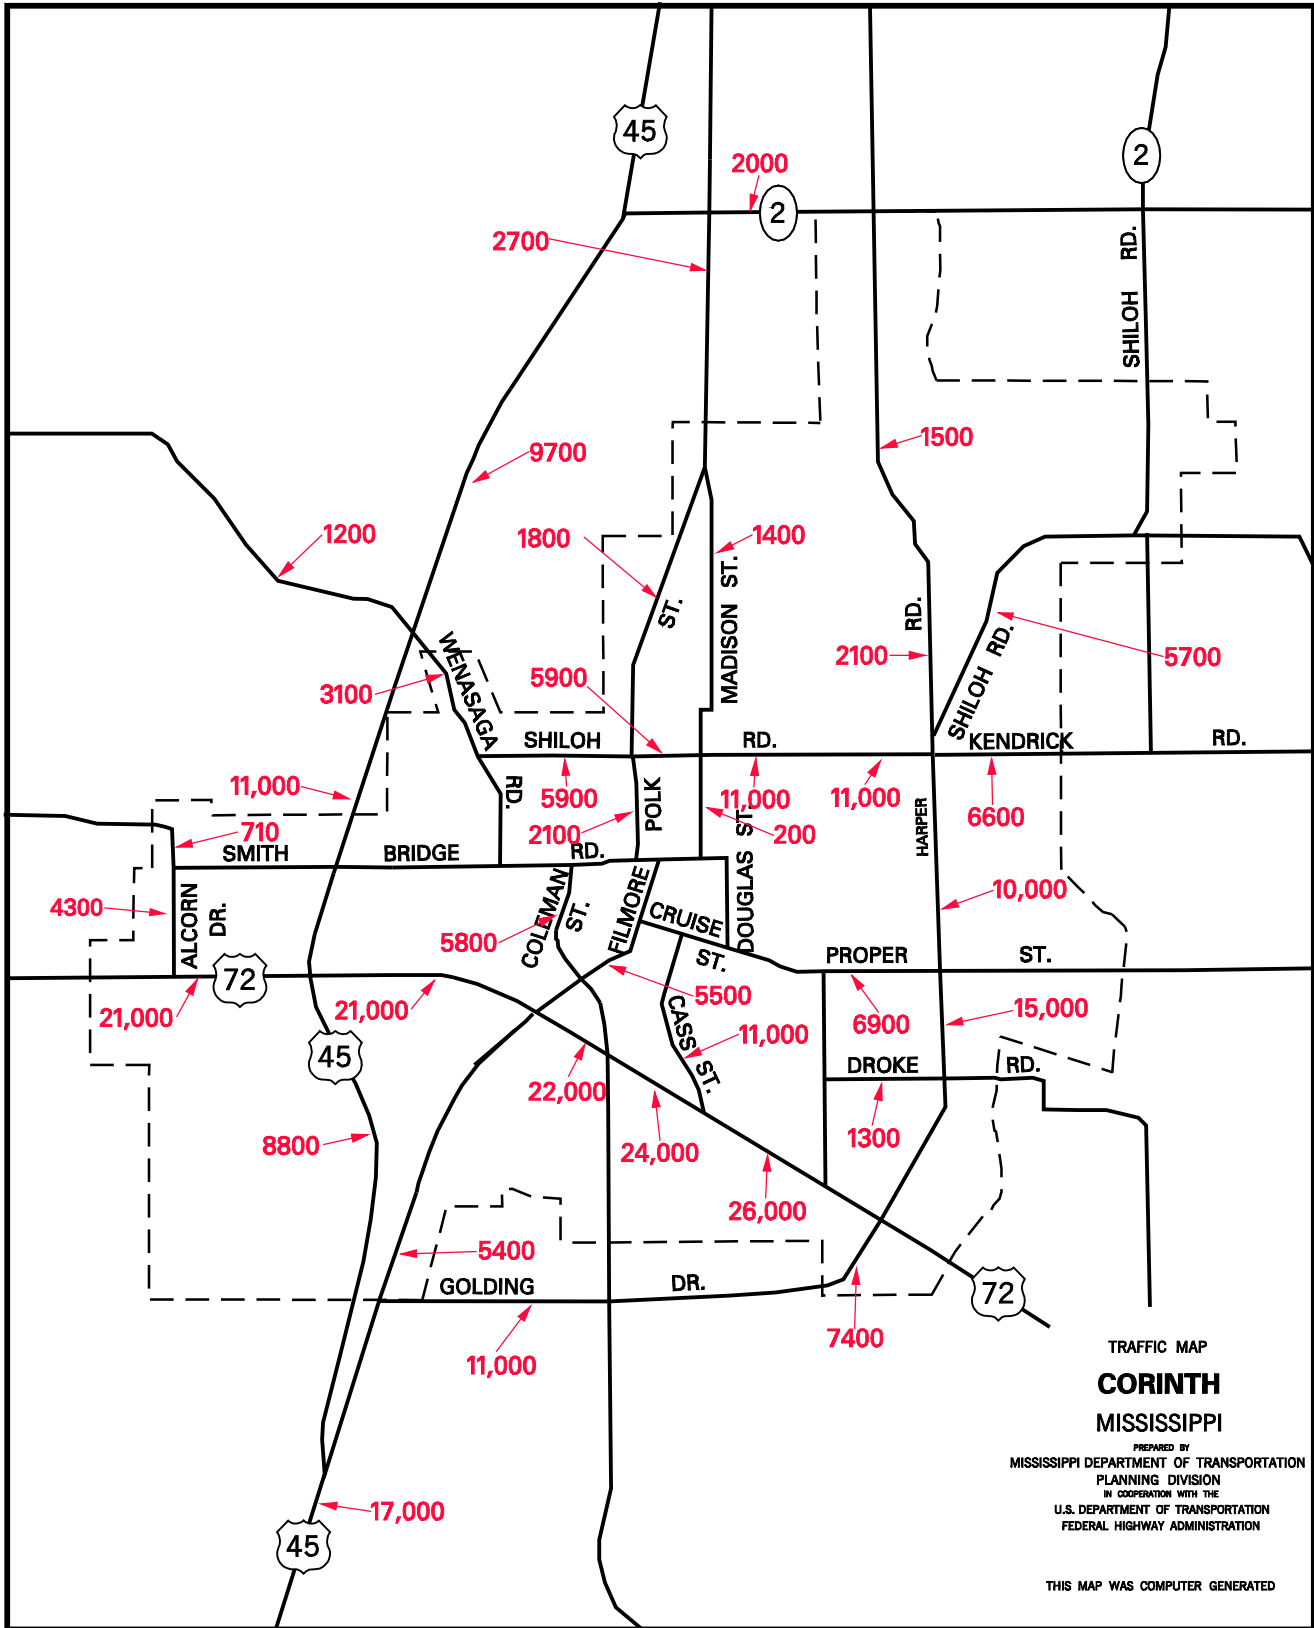 45
2
2000
2
2700
SHILOH RD.
1500
9700
1200
1800
1400
ST.
MADISON ST.
RD.
2100
SHILOH RD.
5700
WENASAGA
3100
5900
SHILOH
RD.
KENDRICK
RD.
11,000
RD.
5900
POLK
11,000
11,000
6600
710
2100
200
HARPER
SMITH
BRIDGE
RD.
4300
ALCORN
DR.
COLEMAN
ST.
FILMORE
CRUISE
ST.
DOUGLAS ST.
10,000
5800
PROPER
ST.
72
21,000
21,000
5500
CASS ST.
6900
15,000
11,000
45
DROKE
RD.
22,000
8800
24,000
1300
26,000
5400
GOLDING
DR.
72
11,000
7400
TRAFFIC MAP
CORINTH
MISSISSIPPI
PREPARED BY
MISSISSIPPI DEPARTMENT OF TRANSPORTATION
PLANNING DIVISION
IN COOPERATION WITH THE
U.S. DEPARTMENT OF TRANSPORTATION
FEDERAL HIGHWAY ADMINISTRATION
17,000
45
THIS MAP WAS COMPUTER GENERATED